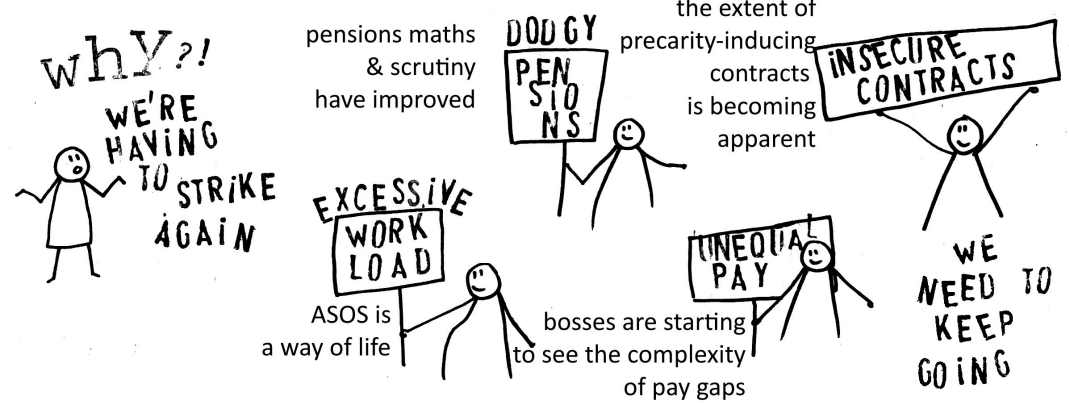 whY?!
WE'RE
HAViNG
TO STRiKE
AGAiN
pensions maths
& scrutiny
have improved
DODGY
PEN
SIO
NS
the extent of
precarity-inducing
contracts
is becoming
apparent
iNSECURE
CONTRACTS
EXCESSiVE
WORK
LOAD
ASOS is
a way of life
UNEQUAL
PAY
bosses are starting
to see the complexity
of pay gaps
WE
NEED TO
KEEP
GOiNG